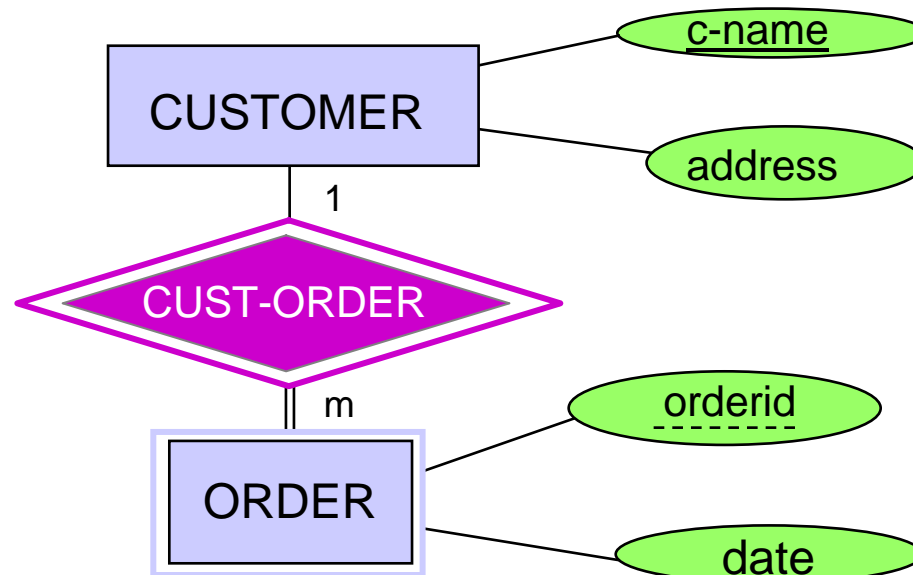 c-name
CUSTOMER
address
1
CUST-ORDER
m
orderid
ORDER
date